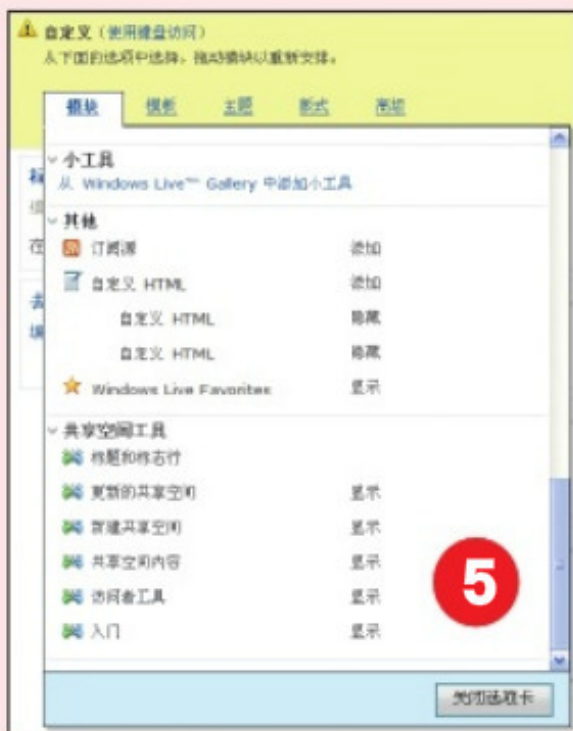 自定义（使用键盘访问）
从下面的选项中选择，拖动模块以重新安排。
模块 模板 主题 版式 高级
小工具
从 Windows Live™ Gallery 中添加小工具
其他
订阅源 添加
自定义 HTML 添加
自定义 HTML 隐藏
自定义 HTML 隐藏
Windows Live Favorites 显示
共享空间工具
标题和标志行
更新的共享空间 显示
新建共享空间 显示
共享空间内容 显示
访问者工具 显示
入门 显示
5
关闭选项卡